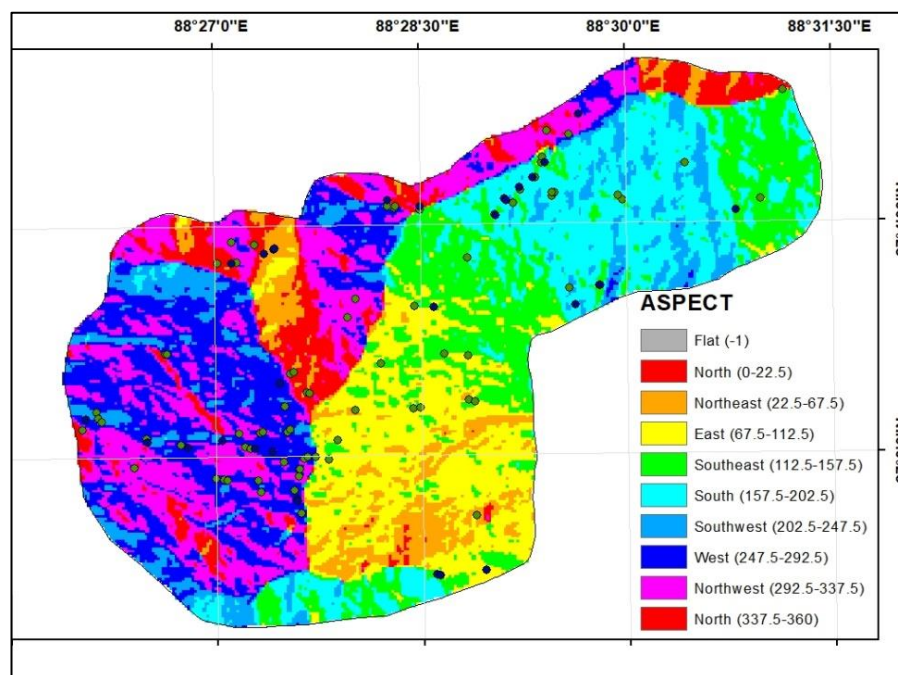 88°27'0"E 88°28'30"E 88°30'0"E 88°31'30"E
ASPECT
Flat (-1)
North (0-22.5)
Northeast (22.5-67.5)
East (67.5-112.5)
Southeast (112.5-157.5)
South (157.5-202.5)
Southwest (202.5-247.5)
West (247.5-292.5)
Northwest (292.5-337.5)
North (337.5-360)